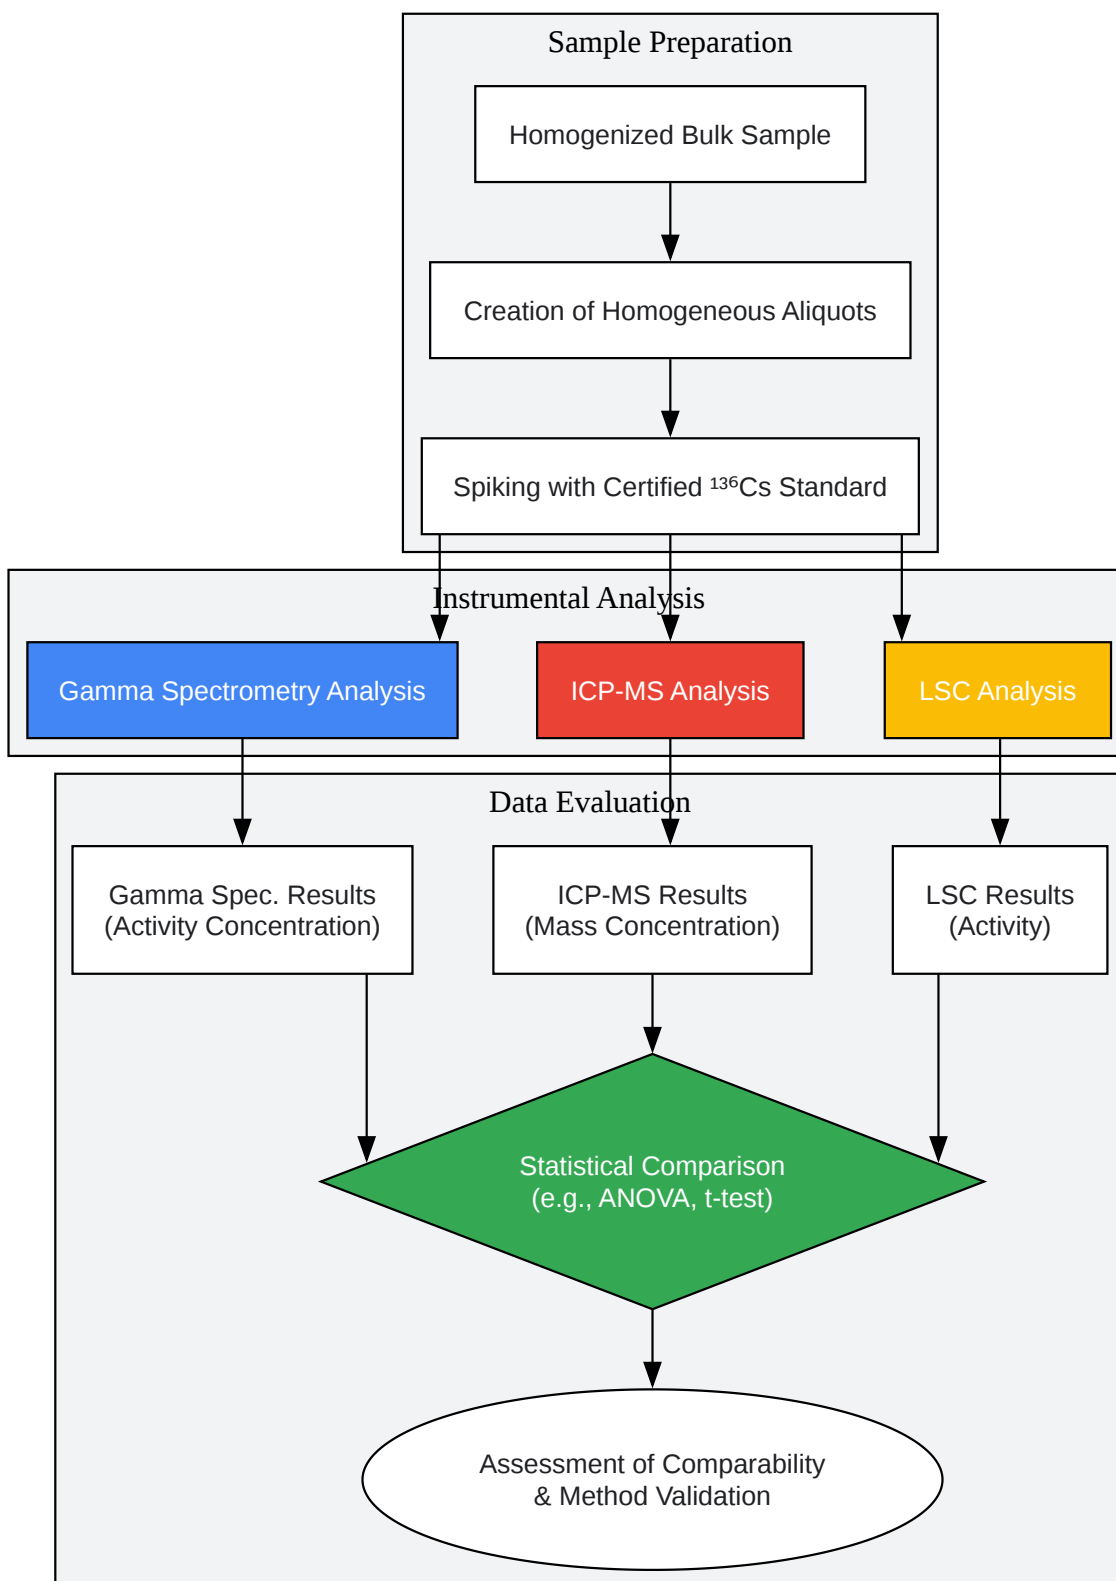 Sample Preparation
Homogenized Bulk Sample
Creation of Homogeneous Aliquots
Spiking with Certified ¹³⁶Cs Standard
Instrumental Analysis
Gamma Spectrometry Analysis
ICP-MS Analysis
LSC Analysis
Data Evaluation
Gamma Spec. Results
(Activity Concentration)
ICP-MS Results
(Mass Concentration)
LSC Results
(Activity)
Statistical Comparison
(e.g., ANOVA, t-test)
Assessment of Comparability
& Method Validation